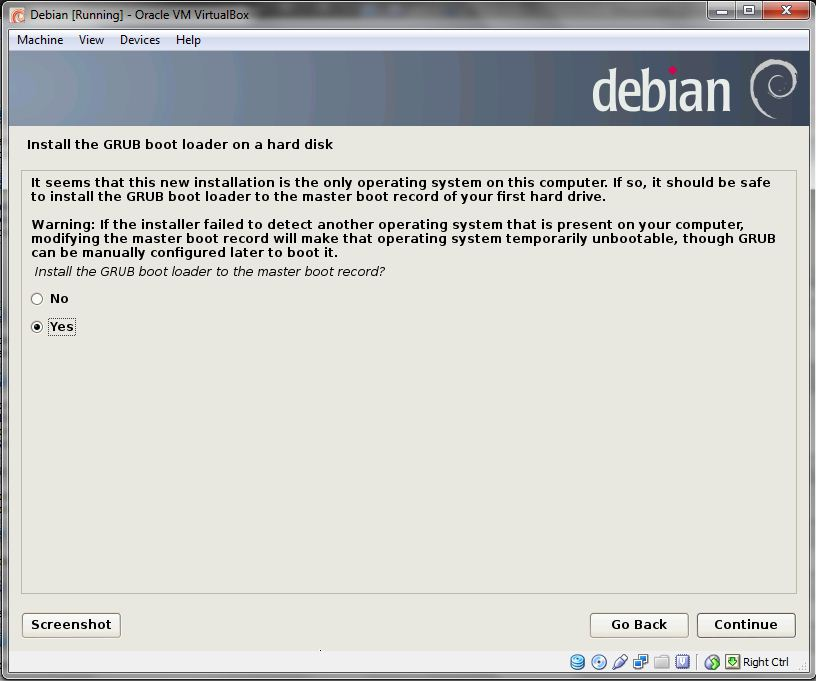 Debian [Running] - Oracle VM VirtualBox
Machine View Devices Help
debian
Install the GRUB boot loader on a hard disk
It seems that this new installation is the only operating system on this computer. If so, it should be safe
to install the GRUB boot loader to the master boot record of your first hard drive.
Warning: If the installer failed to detect another operating system that is present on your computer,
modifying the master boot record will make that operating system temporarily unbootable, though GRUB
can be manually configured later to boot it.
Install the GRUB boot loader to the master boot record?
No
Yes
Screenshot Go Back Continue
Right Ctrl